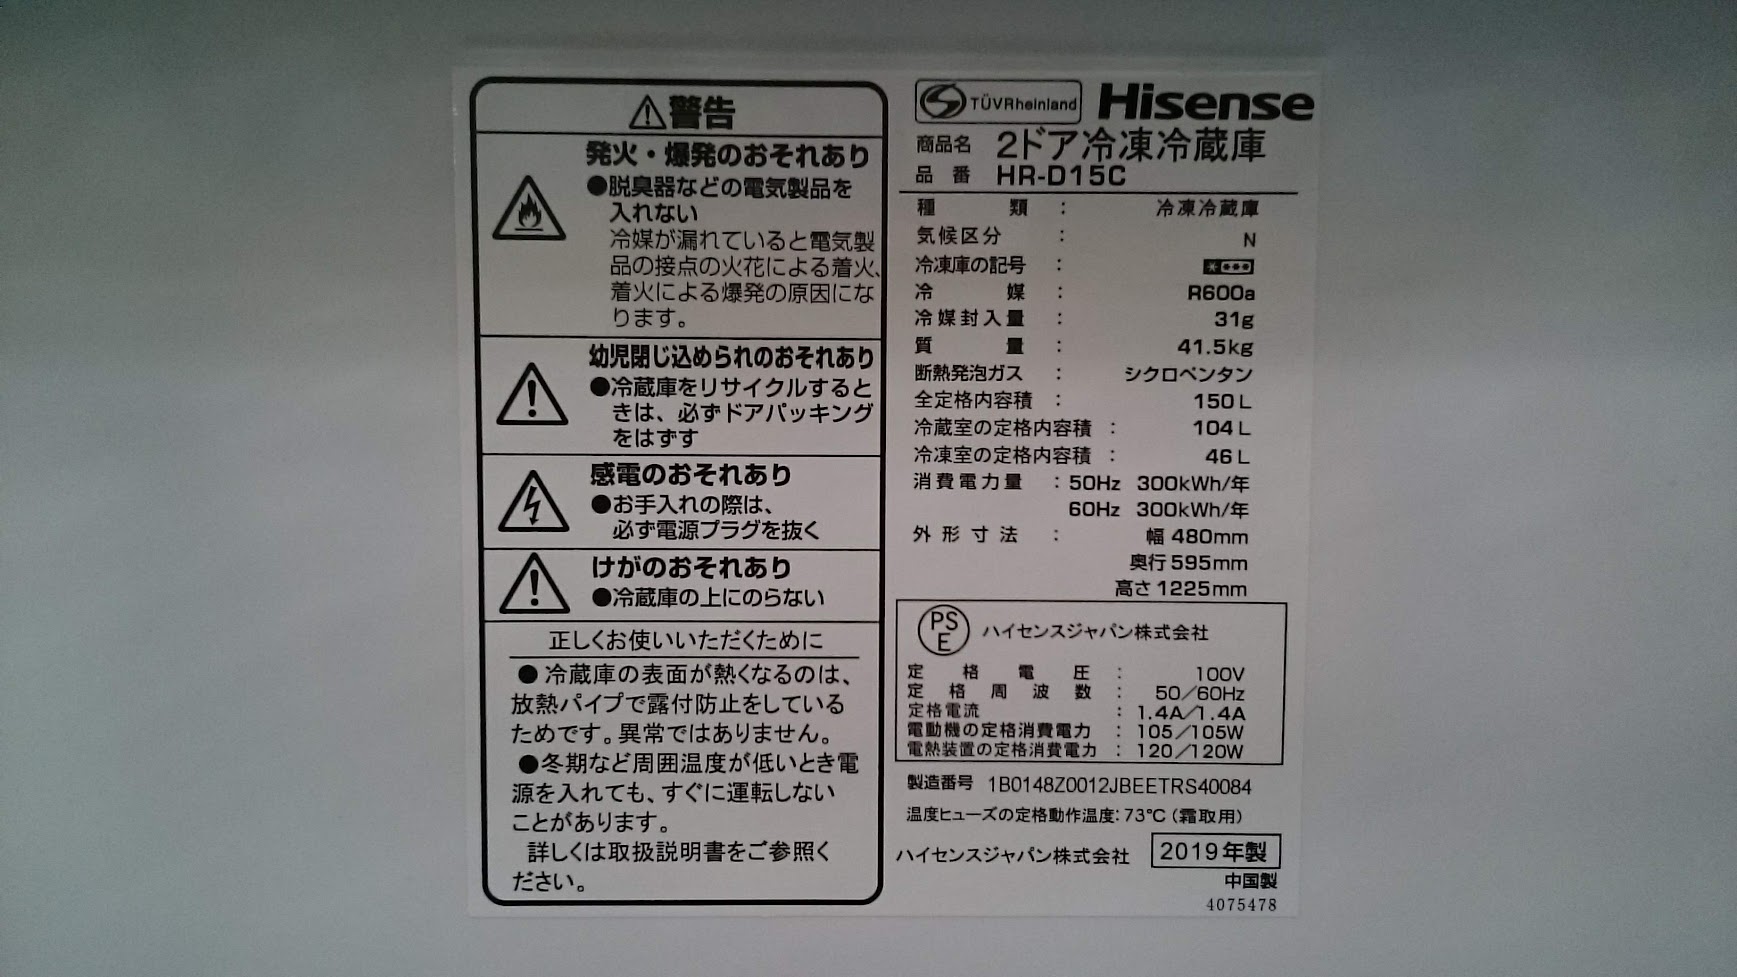 警告
発火・爆発のおそれあり
●脱臭器などの電気製品を
入れない
冷媒が漏れていると電気製
品の接点の火花による着火、
着火による爆発の原因にな
ります。
幼児閉じ込められのおそれあり
●冷蔵庫をリサイクルすると
きは、必ずドアパッキング
をはずす
感電のおそれあり
●お手入れの際は、
必ず電源プラグを抜く
けがのおそれあり
●冷蔵庫の上にのらない
正しくお使いいただくために
●冷蔵庫の表面が熱くなるのは、
放熱パイプで露付防止をしている
ためです。異常ではありません。
●冬期など周囲温度が低いとき電
源を入れても、すぐに運転しない
ことがあります。
詳しくは取扱説明書をご参照く
ださい。
TÜVRheinland Hisense
商品名 2ドア冷凍冷蔵庫
品番 HR-D15C
種類 : 冷凍冷蔵庫
気候区分 : N
冷凍庫の記号 :
冷媒 : R600a
冷媒封入量 : 31g
質量 : 41.5kg
断熱発泡ガス : シクロペンタン
全定格内容積 : 150L
冷蔵室の定格内容積 : 104L
冷凍室の定格内容積 : 46L
消費電力量 : 50Hz 300kWh/年
60Hz 300kWh/年
外形寸法 : 幅 480mm
奥行 595mm
高さ 1225mm
PSE ハイセンスジャパン株式会社
定格電圧 : 100V
定格周波数 : 50/60Hz
定格電流 : 1.4A/1.4A
電動機の定格消費電力 : 105/105W
電熱装置の定格消費電力 : 120/120W
製造番号 1B0148Z0012JBEETRS40084
温度ヒューズの定格動作温度:73℃(霜取用)
ハイセンスジャパン株式会社 2019年製
中国製
4075478